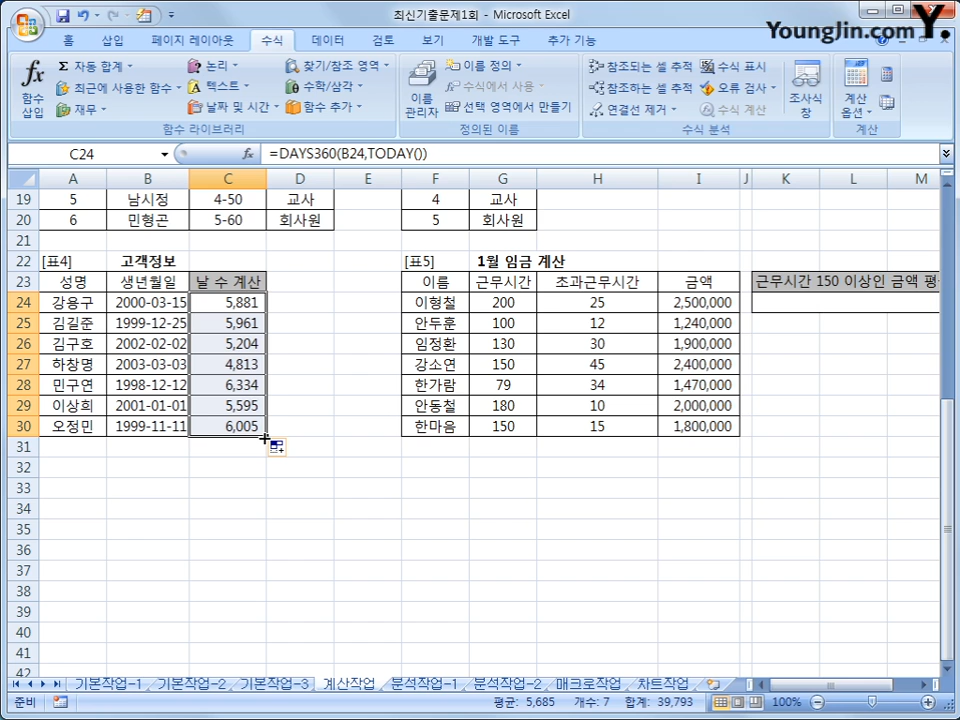 최신기출문제1회 - Microsoft Excel
YoungJin.com Y.
홈 삽입 페이지 레이아웃 수식 데이터 검토 보기 개발 도구 추가 기능
fx 함수 삽입
Σ 자동 합계 논리 찾기/참조 영역
최근에 사용한 함수 텍스트 수학/삼각
재무 날짜 및 시간 함수 추가
함수 라이브러리
이름 관리자
이름 정의
수식에서 사용
선택 영역에서 만들기
정의된 이름
참조되는 셀 추적 수식 표시
참조하는 셀 추적 오류 검사
연결선 제거 수식 계산
수식 분석
조사식 창
계산 옵션
계산
C24 fx =DAYS360(B24,TODAY())
A B C D E F G H I J K L M
19 5 남시정 4-50 교사 4 교사
20 6 민형곤 5-60 회사원 5 회사원
21
22 [표4] 고객정보 [표5] 1월 임금 계산
23 성명 생년월일 날 수 계산 이름 근무시간 초과근무시간 금액 근무시간 150 이상인 금액 평
24 강용구 2000-03-15 5,881 이형철 200 25 2,500,000
25 김길준 1999-12-25 5,961 안두훈 100 12 1,240,000
26 김구호 2002-02-02 5,204 임정환 130 30 1,900,000
27 하창명 2003-03-03 4,813 강소연 150 45 2,400,000
28 민구연 1998-12-12 6,334 한가람 79 34 1,470,000
29 이상희 2001-01-01 5,595 안동철 180 10 2,000,000
30 오정민 1999-11-11 6,005 한마음 150 15 1,800,000
31
32
33
34
35
36
37
38
39
40
41
42
기본작업-1 기본작업-2 기본작업-3 계산작업 분석작업-1 분석작업-2 매크로작업 차트작업
준비 평균: 5,685 개수: 7 합계: 39,793 100%